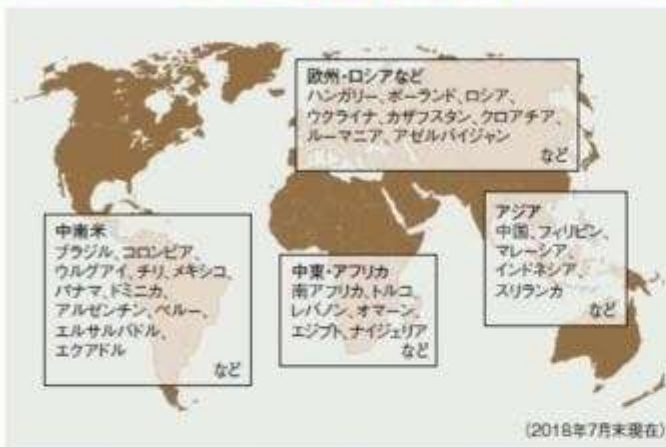 欧州・ロシアなど
ハンガリー、ポーランド、ロシア、
ウクライナ、カザフスタン、クロアチア、
ルーマニア、アゼルバイジャン
など
中南米
ブラジル、コロンビア、
ウルグアイ、チリ、メキシコ、
パナマ、ドミニカ、
アルゼンチン、ペルー、
エルサルバドル、
エクアドル
など
中東・アフリカ
南アフリカ、トルコ、
レバノン、オマーン、
エジプト、ナイジェリア
など
アジア
中国、フィリピン、
マレーシア、
インドネシア、
スリランカ
など
(2018年7月末現在)